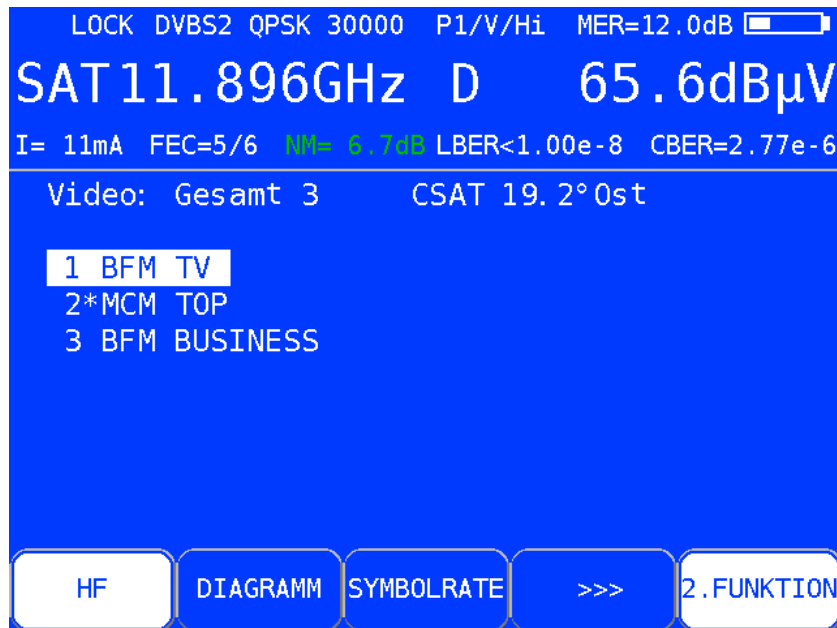 LOCK DVBS2 QPSK 30000 P1/V/Hi MER=12.0dB
SAT11.896GHz D 65.6dBµV
I= 11mA FEC=5/6 NM= 6.7dB LBER<1.00e-8 CBER=2.77e-6
Video: Gesamt 3 CSAT 19.2°Ost
1 BFM TV
2*MCM TOP
3 BFM BUSINESS
HF DIAGRAMM SYMBOLRATE >>> 2.FUNKTION